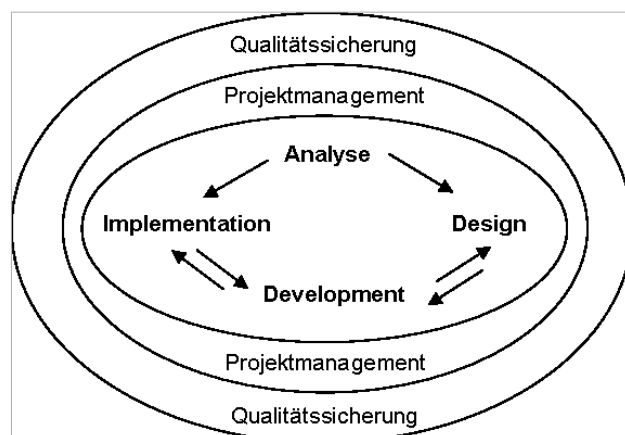 Qualitätssicherung
Projektmanagement
Analyse
Implementation
Design
Development
Projektmanagement
Qualitätssicherung